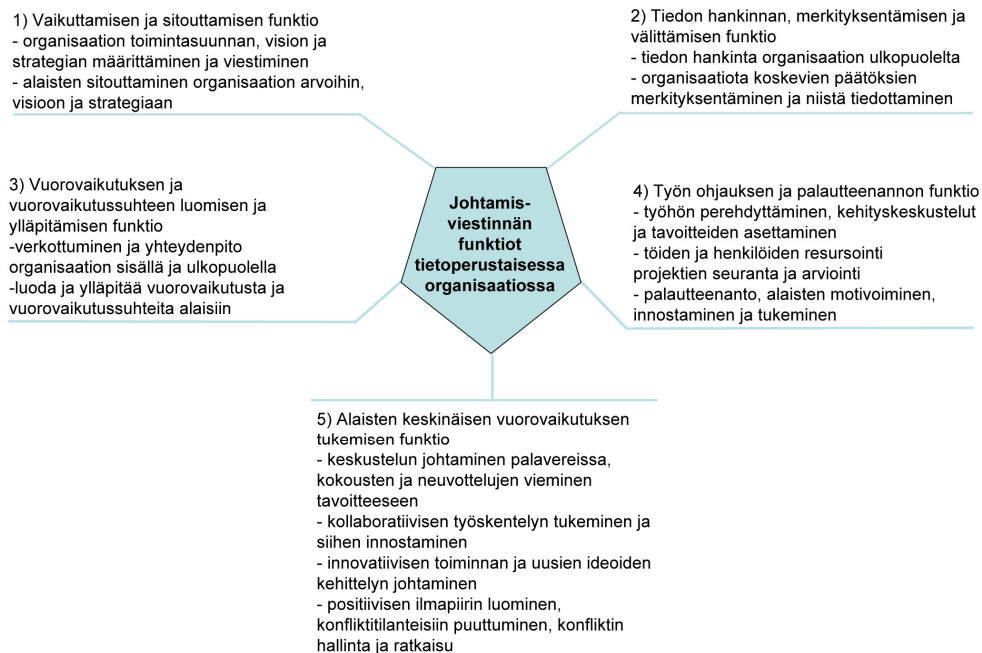 1) Vaikuttamisen ja sitouttamisen funktio
- organisaation toimintasuunnan, vision ja
strategian määrittäminen ja viestiminen
- alaisten sitouttaminen organisaation arvoihin,
visioon ja strategiaan
2) Tiedon hankinnan, merkityksentämisen ja
välittämisen funktio
- tiedon hankinta organisaation ulkopuolelta
- organisaatiota koskevien päätöksien
merkityksentäminen ja niistä tiedottaminen
3) Vuorovaikutuksen ja
vuorovaikutussuhteen luomisen ja
ylläpitämisen funktio
-verkottuminen ja yhteydenpito
organisaation sisällä ja ulkopuolella
-luoda ja ylläpitää vuorovaikutusta ja
vuorovaikutussuhteita alaisiin
Johtamis-
viestinnän
funktiot
tietoperustaisessa
organisaatiossa
4) Työn ohjauksen ja palautteenannon funktio
- työhön perehdyttäminen, kehityskeskustelut
ja tavoitteiden asettaminen
- töiden ja henkilöiden resursointi
projektien seuranta ja arviointi
- palautteenanto, alaisten motivoiminen,
innostaminen ja tukeminen
5) Alaisten keskinäisen vuorovaikutuksen
tukemisen funktio
- keskustelun johtaminen palavereissa,
kokousten ja neuvottelujen vieminen
tavoitteeseen
- kollaboratiivisen työskentelyn tukeminen ja
siihen innostaminen
- innovatiivisen toiminnan ja uusien ideoiden
kehittelyn johtaminen
- positiivisen ilmapiirin luominen,
konfliktitilanteisiin puuttuminen, konfliktin
hallinta ja ratkaisu